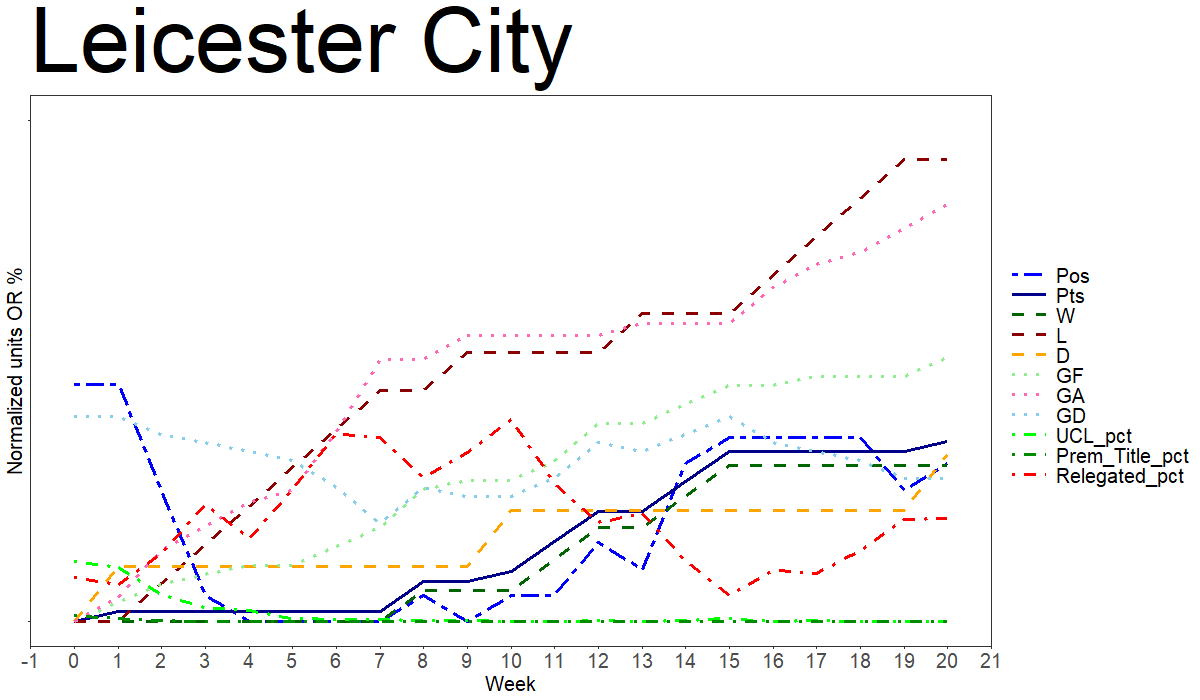 Leicester City
Normalized units OR %
Pos
Pts
W
L
D
GF
GA
GD
UCL_pct
Prem_Title_pct
Relegated_pct
-1 0 1 2 3 4 5 6 7 8 9 10 11 12 13 14 15 16 17 18 19 20 21
Week